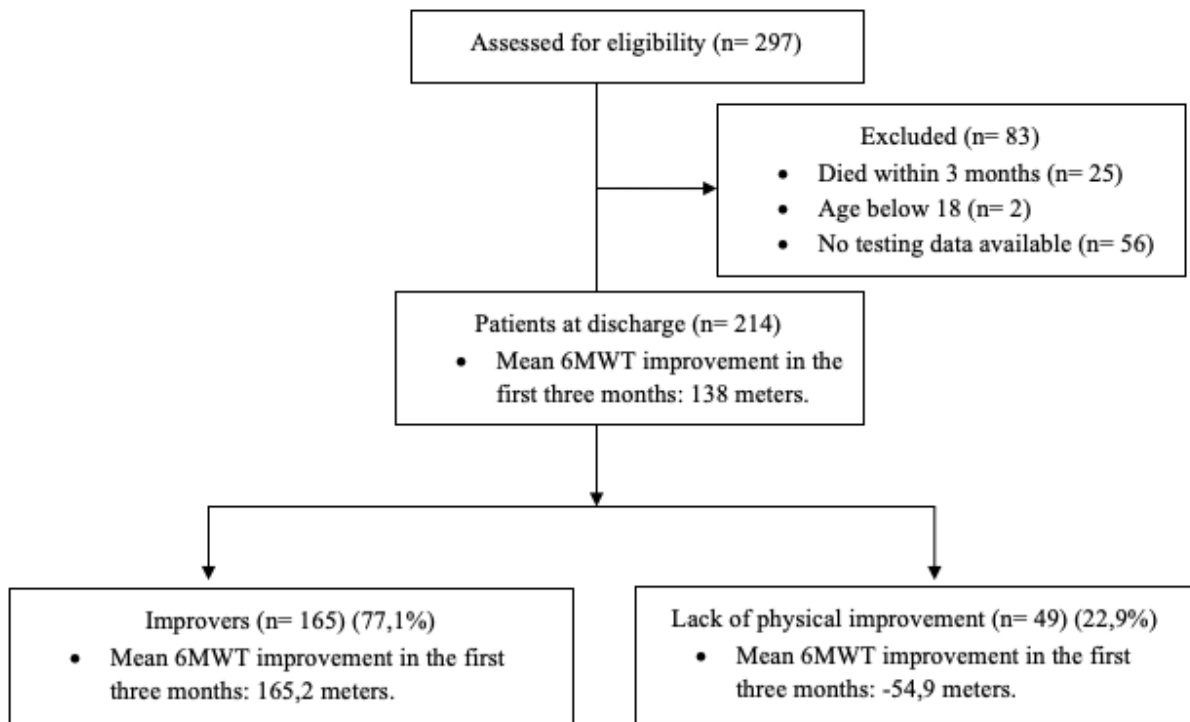 Assessed for eligibility (n= 297)
Excluded (n= 83)
• Died within 3 months (n= 25)
• Age below 18 (n= 2)
• No testing data available (n= 56)
Patients at discharge (n= 214)
• Mean 6MWT improvement in the
first three months: 138 meters.
Improvers (n= 165) (77,1%)
• Mean 6MWT improvement in the first
three months: 165,2 meters.
Lack of physical improvement (n= 49) (22,9%)
• Mean 6MWT improvement in the first
three months: -54,9 meters.